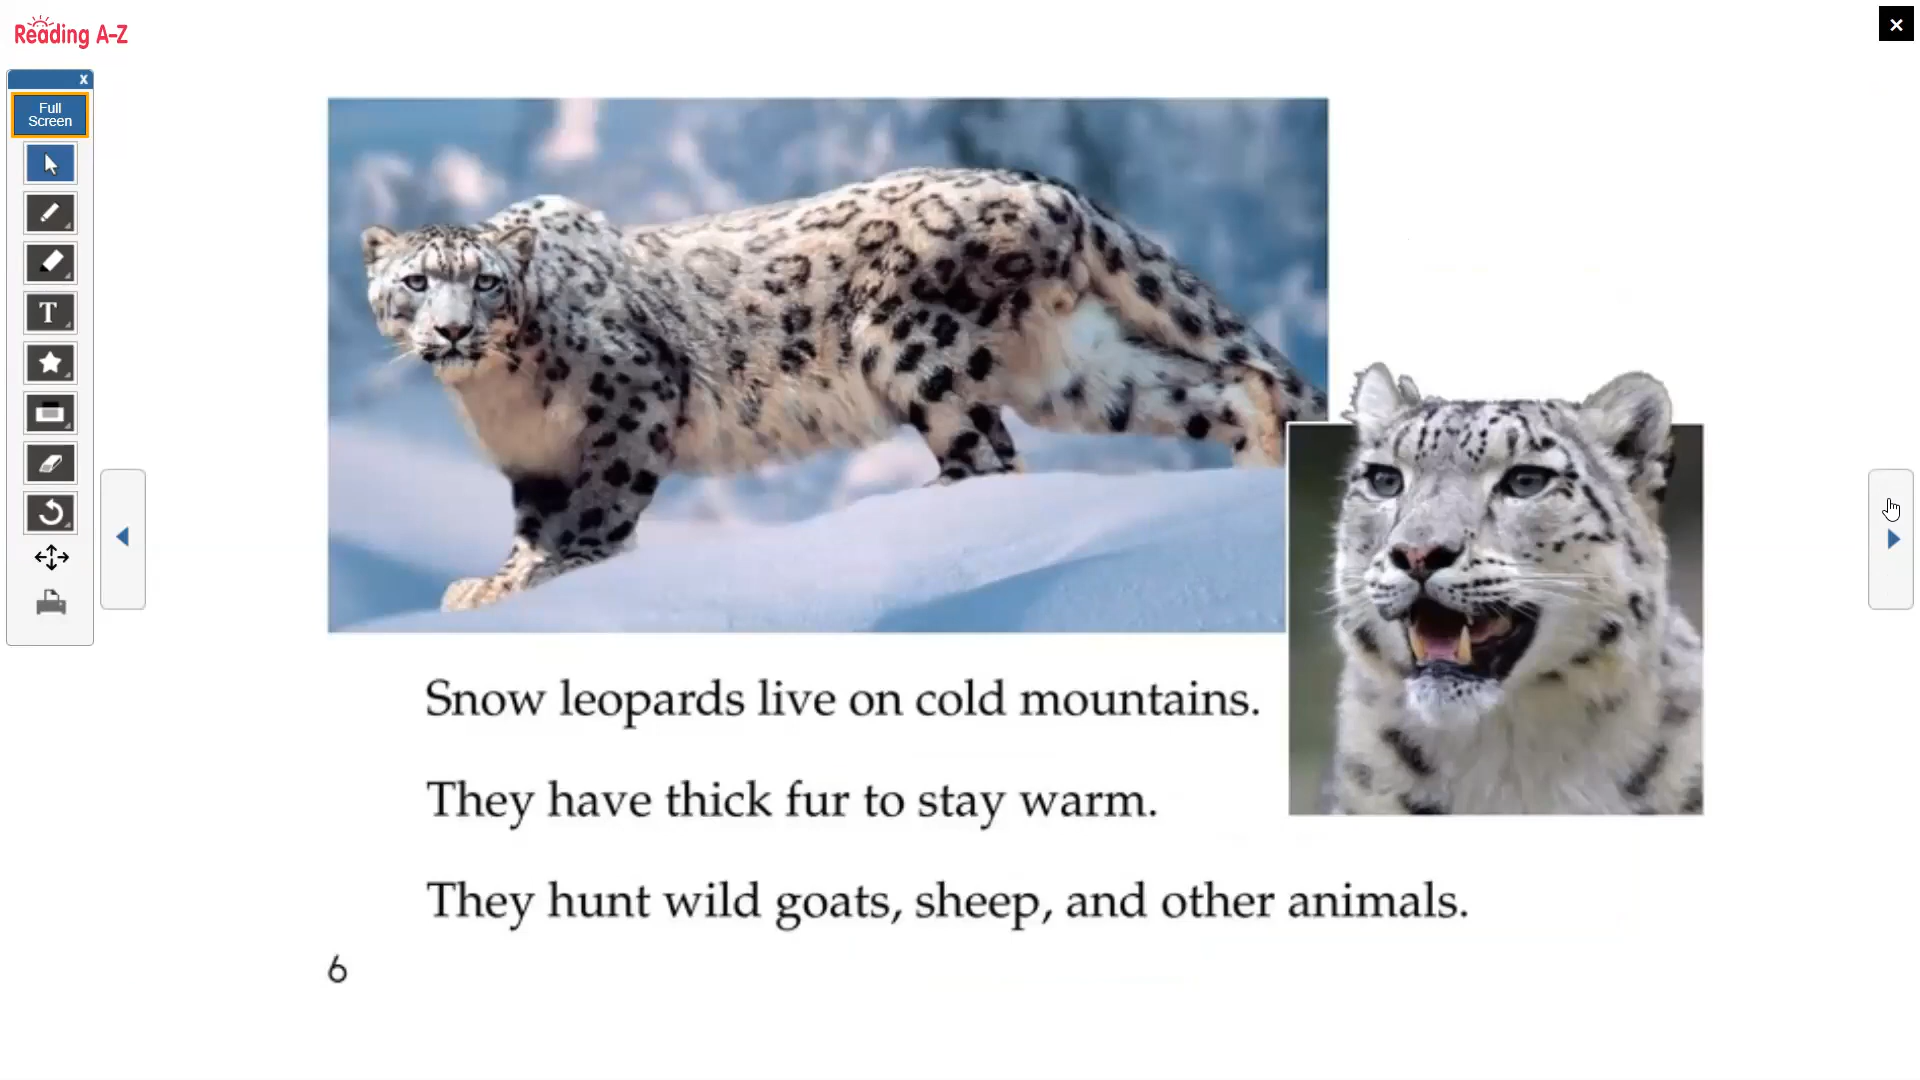 Reading A-Z
x
Full
Screen
T
Snow leopards live on cold mountains.
They have thick fur to stay warm.
They hunt wild goats, sheep, and other animals.
6